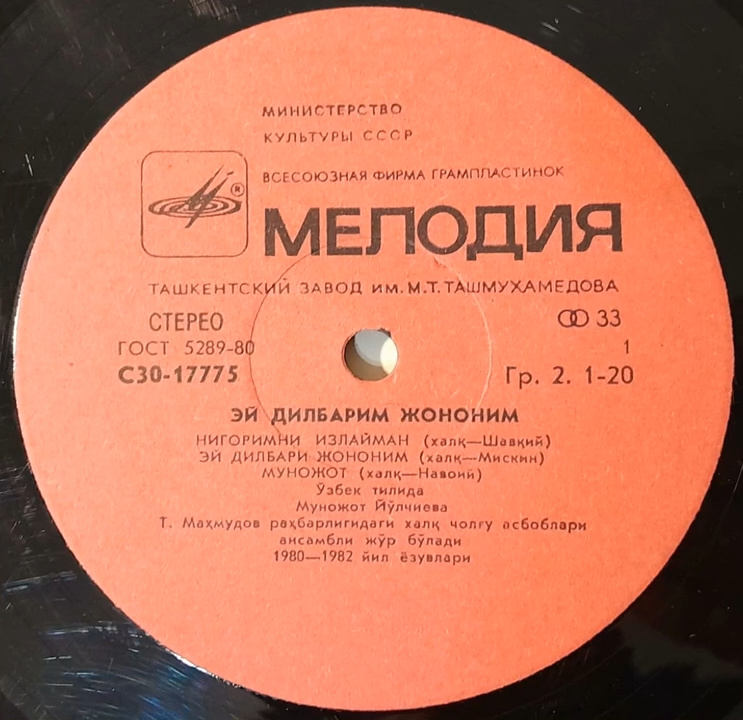 МИНИСТЕРСТВО
КУЛЬТУРЫ СССР
ВСЕСОЮЗНАЯ ФИРМА ГРАМПЛАСТИНОК
®
МЕЛОДИЯ
ТАШКЕНТСКИЙ ЗАВОД ИМ. М.Т. ТАШМУХАМЕДОВА
СТЕРЕО 33
ГОСТ 5289-80 1
С30-17775 Гр. 2. 1-20
ЭЙ ДИЛБАРИМ ЖОНОНИМ
НИГОРИМНИ ИЗЛАЙМАН (халқ—Шавқий)
ЭЙ ДИЛБАРИ ЖОНОНИМ (халқ—Мискин)
МУНОЖОТ (халқ—Навоий)
Ўзбек тилида
Муножот Йўлчиева
Т. Маҳмудов раҳбарлигидаги халқ чолғу асбоблари
ансамбли жўр бўлади
1980—1982 йил ёзувлари